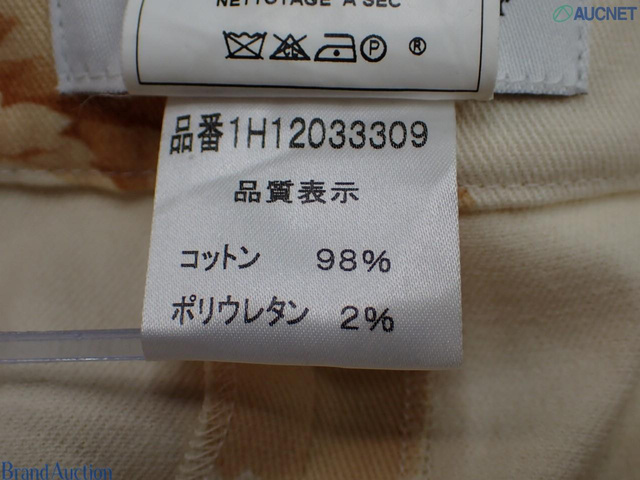 AUCNET
NETTOYAGE A SEC
P ®
品番1H12033309
品質表示
コットン 98%
ポリウレタン 2%
Brand Auction